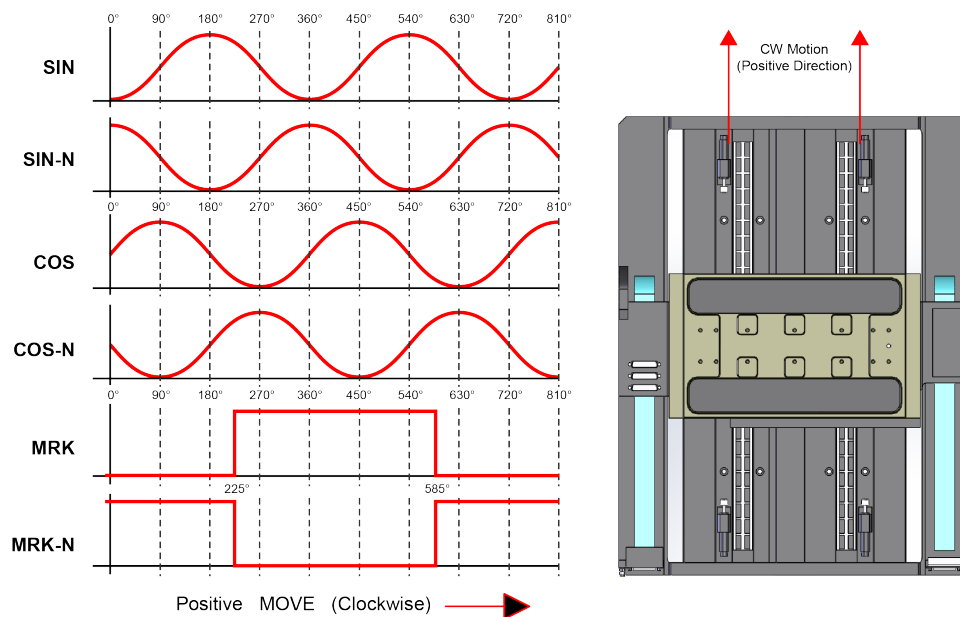 0° 90° 180° 270° 360° 450° 540° 630° 720° 810°
SIN
SIN-N
0° 90° 180° 270° 360° 450° 540° 630° 720° 810°
COS
COS-N
0° 90° 180° 270° 360° 450° 540° 630° 720° 810°
MRK
225° 585°
MRK-N
Positive MOVE (Clockwise)
CW Motion
(Positive Direction)